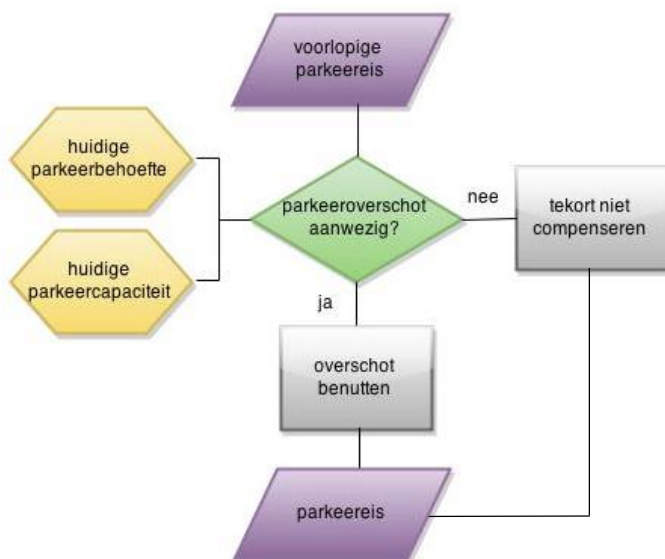 voorlopige
parkeereis
huidige
parkeerbehoefte
parkeeroverschot
aanwezig?
nee
tekort niet
compenseren
huidige
parkeercapaciteit
ja
overschot
benutten
parkeereis